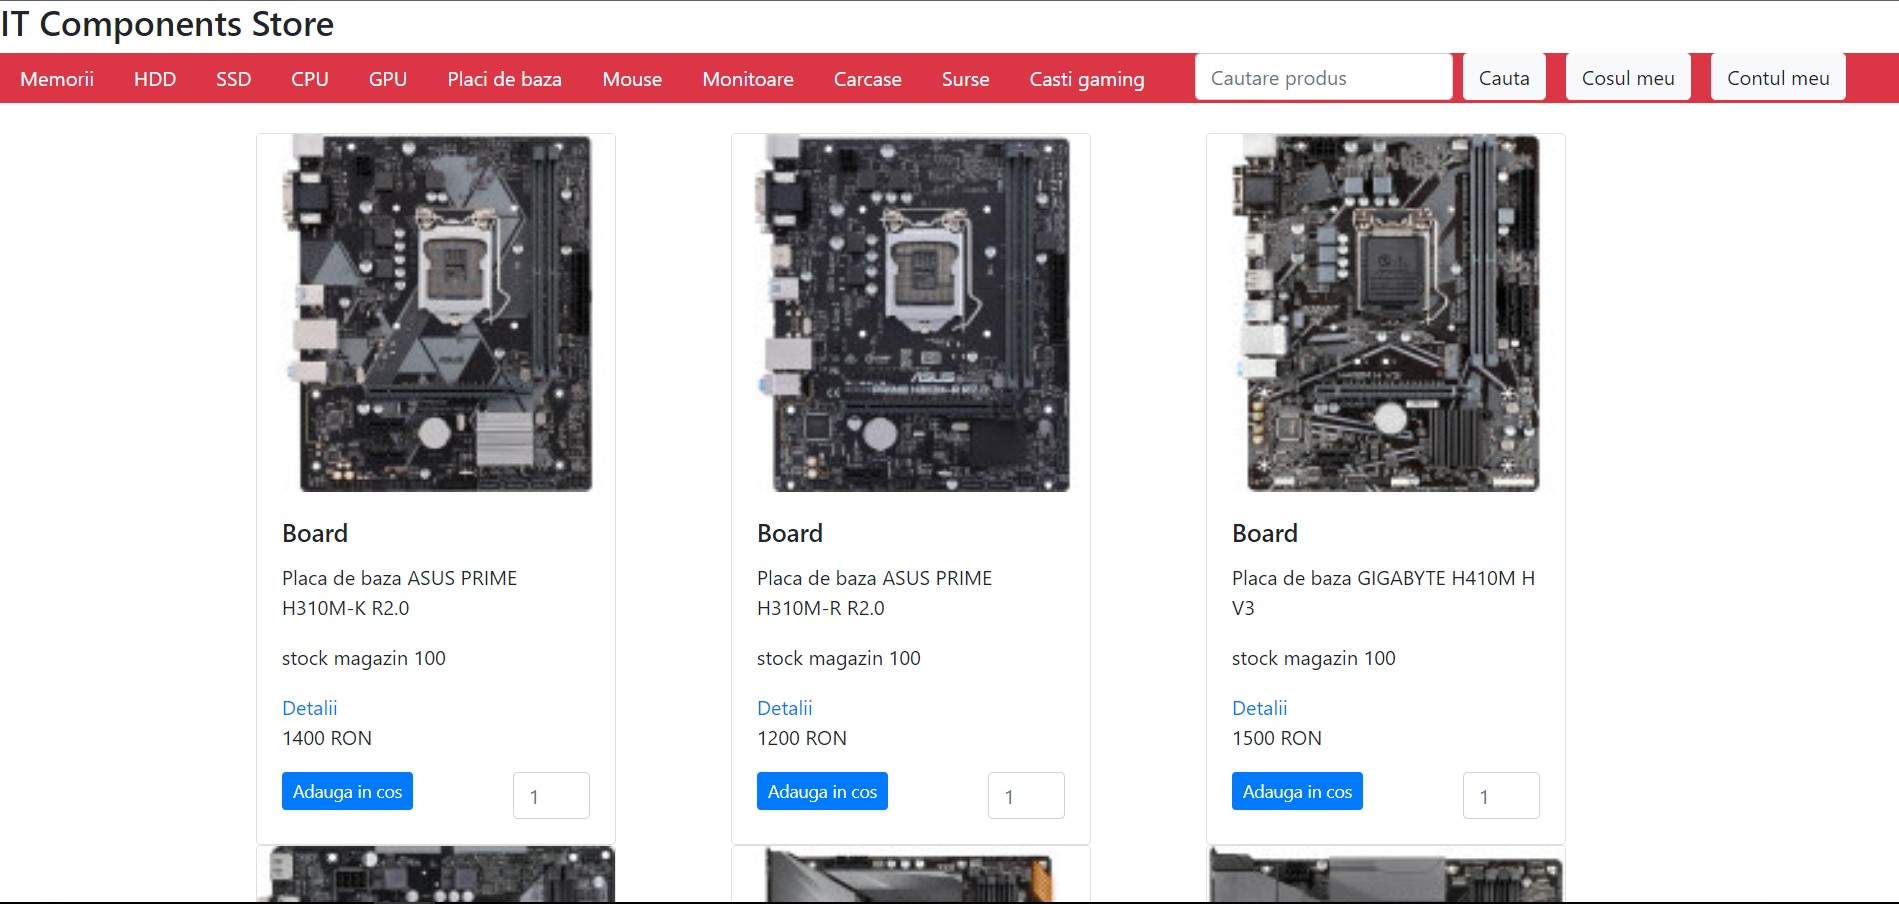 IT Components Store
Memorii HDD SSD CPU GPU Placi de baza Mouse Monitoare Carcase Surse Casti gaming Cautare produs Cauta Cosul meu Contul meu
ASUS
Board
Placa de baza ASUS PRIME
H310M-K R2.0
stock magazin 100
Detalii
1400 RON
Adauga in cos 1
Board
Placa de baza ASUS PRIME
H310M-R R2.0
stock magazin 100
Detalii
1200 RON
Adauga in cos 1
Board
Placa de baza GIGABYTE H410M H
V3
stock magazin 100
Detalii
1500 RON
Adauga in cos 1